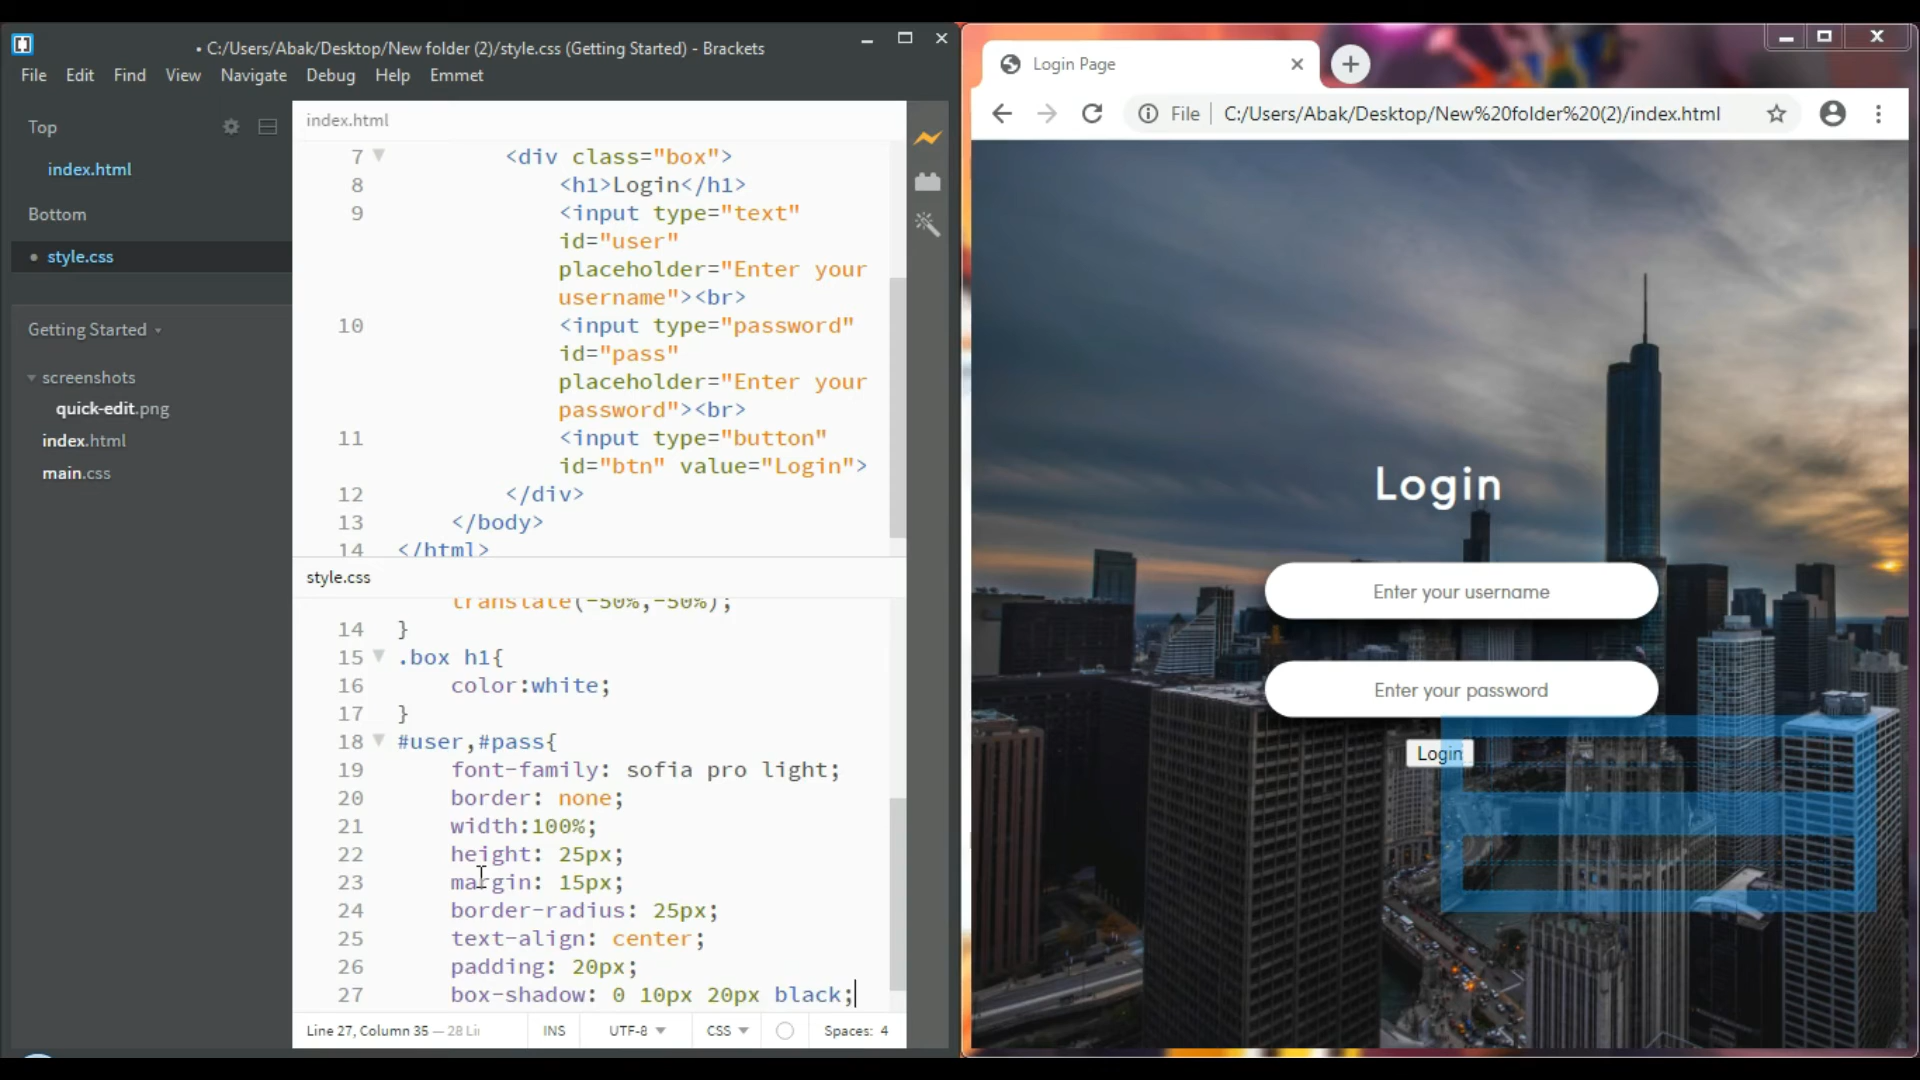 • C:/Users/Abak/Desktop/New folder (2)/style.css (Getting Started) - Brackets
File Edit Find View Navigate Debug Help Emmet
Top
index.html
Bottom
• style.css
Getting Started
screenshots
quick-edit.png
index.html
main.css
index.html
7 <div class="box">
8 <h1>Login</h1>
9 <input type="text"
id="user"
placeholder="Enter your
username"><br>
10 <input type="password"
id="pass"
placeholder="Enter your
password"><br>
11 <input type="button"
id="btn" value="Login">
12 </div>
13 </body>
14 </html>
style.css
translate(-50%,-50%);
14 }
15 .box h1{
16 color:white;
17 }
18 #user,#pass{
19 font-family: sofia pro light;
20 border: none;
21 width:100%;
22 height: 25px;
23 margin: 15px;
24 border-radius: 25px;
25 text-align: center;
26 padding: 20px;
27 box-shadow: 0 10px 20px black;
Line 27, Column 35 — 28 Li
INS UTF-8 CSS Spaces: 4
Login Page
File C:/Users/Abak/Desktop/New%20folder%20(2)/index.html
Login
Enter your username
Enter your password
Login